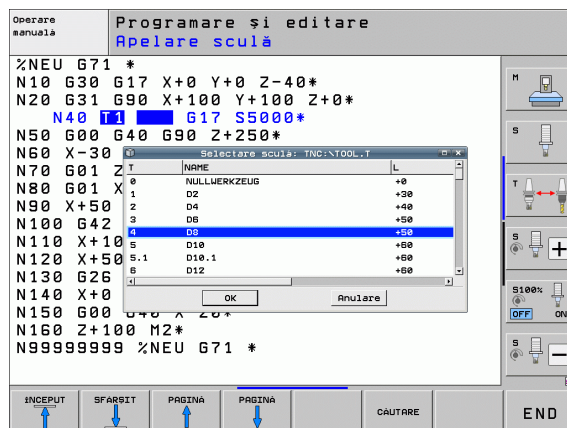 Operare
manuală
Programare și editare
Apelare sculă
%NEU G71 *
N10 G30 G17 X+0 Y+0 Z-40*
N20 G31 G90 X+100 Y+100 Z+0*
N40 T1 G17 S5000*
N50 G00 G40 G90 Z+250*
N60 X-30
N70 G01 Z
N80 G01 X
N90 X+50
N100 G42
N110 X+10
N120 X+50
N130 G26
N140 X+0
N150 G00
N160 Z+100 M2*
N99999999 %NEU G71 *
Selectare sculă: TNC:\TOOL.T
T NAME L
0 NULLWERKZEUG +0
1 D2 +30
2 D4 +40
3 D6 +50
4 D8 +50
5 D10 +60
5.1 D10.1 +60
6 D12 +60
OK Anulare
M
S
T
S
S100%
OFF ON
S
ÎNCEPUT SFÂRȘIT PAGINĂ PAGINĂ CĂUTARE END